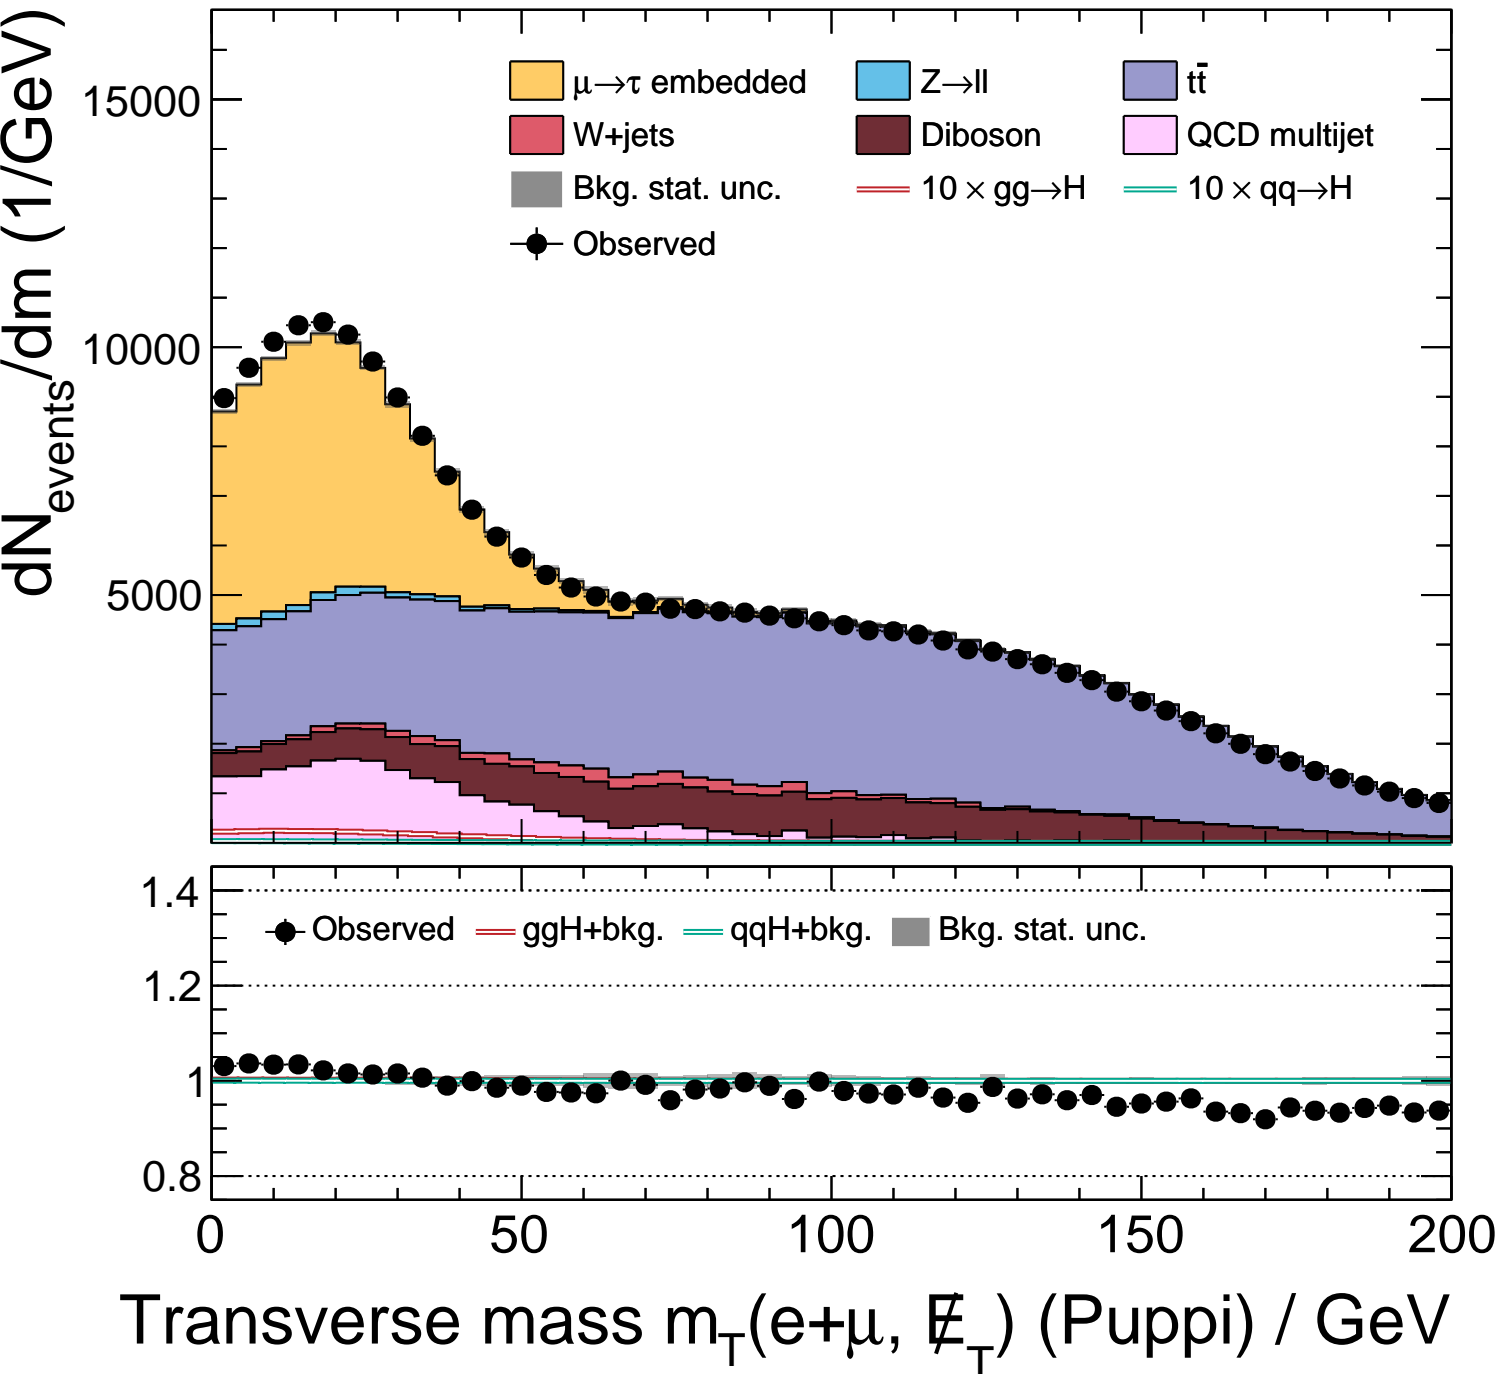 dN_events/dm (1/GeV)
15000
10000
5000
μ→τ embedded
Z→ll
tt̄
W+jets
Diboson
QCD multijet
Bkg. stat. unc.
10 × gg→H
10 × qq→H
Observed
1.4
1.2
1
0.8
Observed
ggH+bkg.
qqH+bkg.
Bkg. stat. unc.
0 50 100 150 200
Transverse mass m_T(e+μ, E̸_T) (Puppi) / GeV